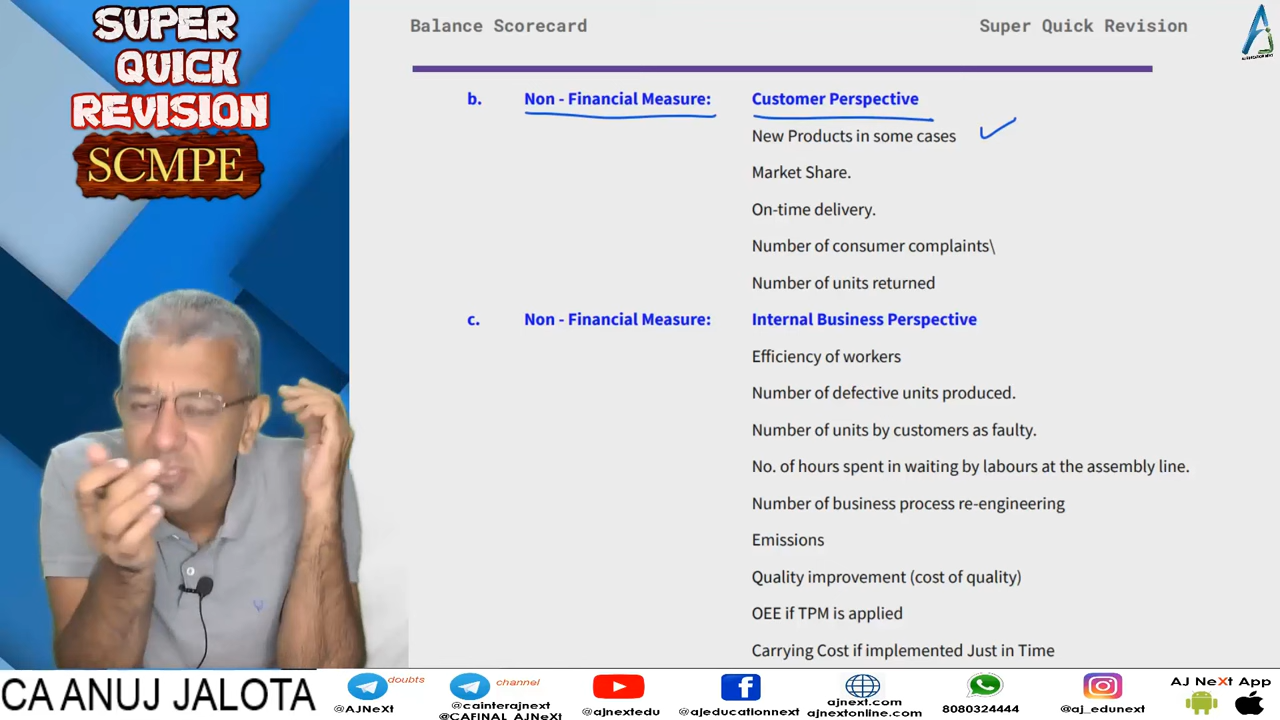 SUPER
QUICK
REVISION
SCMPE
Balance Scorecard
Super Quick Revision
b. Non - Financial Measure: Customer Perspective
New Products in some cases
Market Share.
On-time delivery.
Number of consumer complaints\
Number of units returned
c. Non - Financial Measure: Internal Business Perspective
Efficiency of workers
Number of defective units produced.
Number of units by customers as faulty.
No. of hours spent in waiting by labours at the assembly line.
Number of business process re-engineering
Emissions
Quality improvement (cost of quality)
OEE if TPM is applied
Carrying Cost if implemented Just in Time
CA ANUJ JALOTA
doubts
@AJNeXt
channel
@cainterajnext
@CAFINAL_AJNeXt
@ajnextedu
@ajeducationnext
ajnext.com
ajnextonline.com
8080324444
@aj_edunext
AJ NeXt App